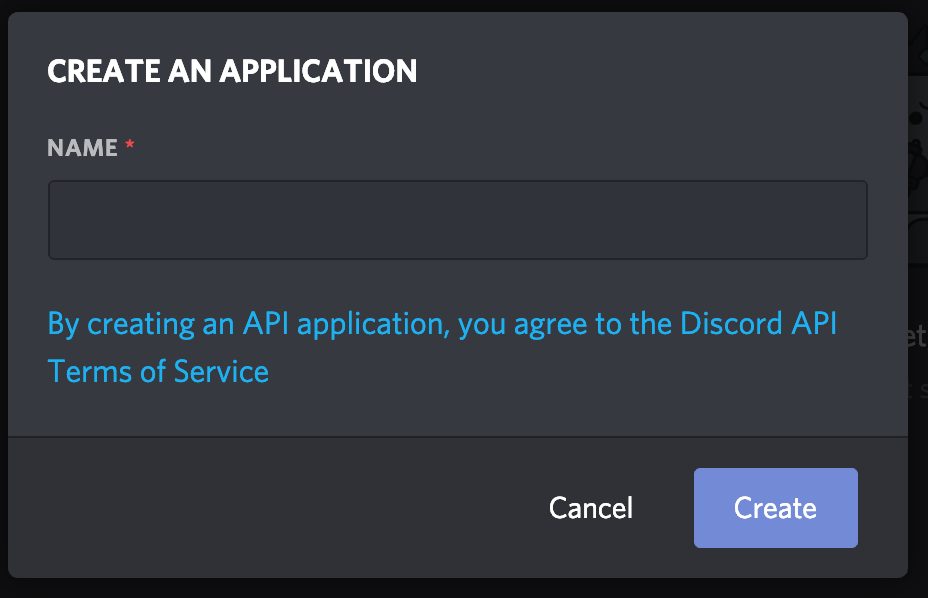 CREATE AN APPLICATION
NAME *
By creating an API application, you agree to the Discord API
Terms of Service
Cancel
Create